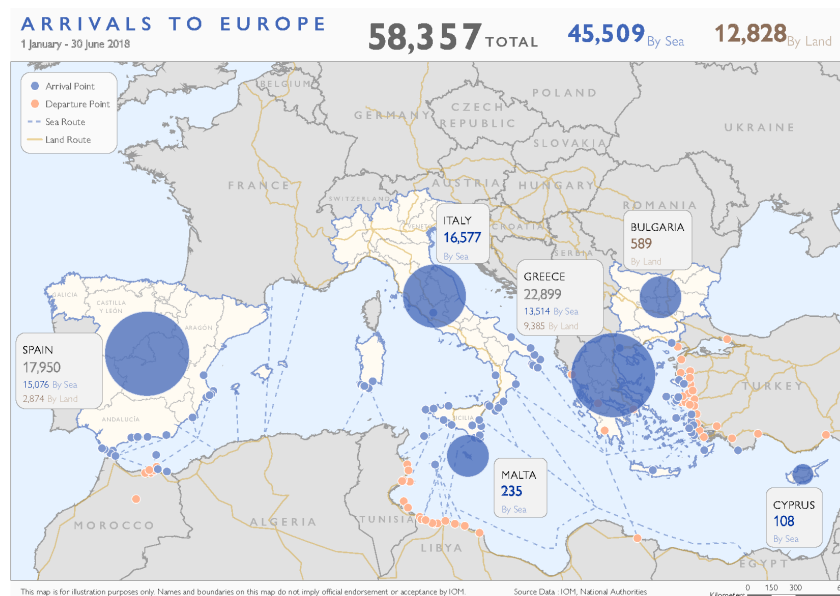 ARRIVALS TO EUROPE
1 January - 30 June 2018
58,357 TOTAL
45,509 By Sea
12,828 By Land
Arrival Point
Departure Point
Sea Route
Land Route
BELGIUM
GERMANY
POLAND
CZECH
REPUBLIC
UKRAINE
SLOVAKIA
FRANCE
SWITZERLAND
AUSTRIA
HUNGARY
ROMANIA
CROATIA
SERBIA
ITALY
16,577
By Sea
BULGARIA
589
By Land
GREECE
22,899
13,514 By Sea
9,385 By Land
GALICIA
CASTILLA
Y LEÓN
ARAGÓN
SPAIN
17,950
15,076 By Sea
2,874 By Land
ANDALUCÍA
SICILIA
TURKEY
MALTA
235
By Sea
CYPRUS
108
By Sea
MOROCCO
ALGERIA
TUNISIA
LIBYA
EGYPT
This map is for illustration purposes only. Names and boundaries on this map do not imply official endorsement or acceptance by IOM.
Source Data : IOM, National Authorities
0 150 300
Kilometers